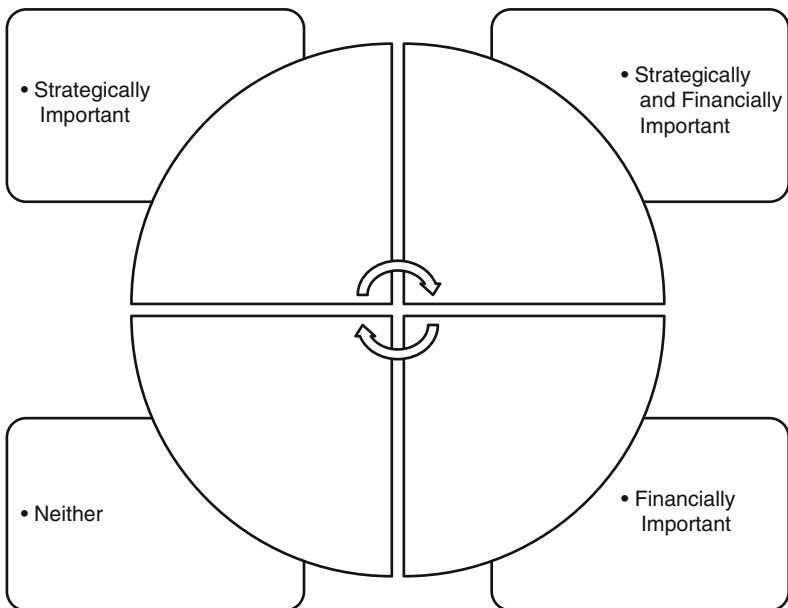 • Strategically
Important
• Strategically
and Financially
Important
• Neither
• Financially
Important